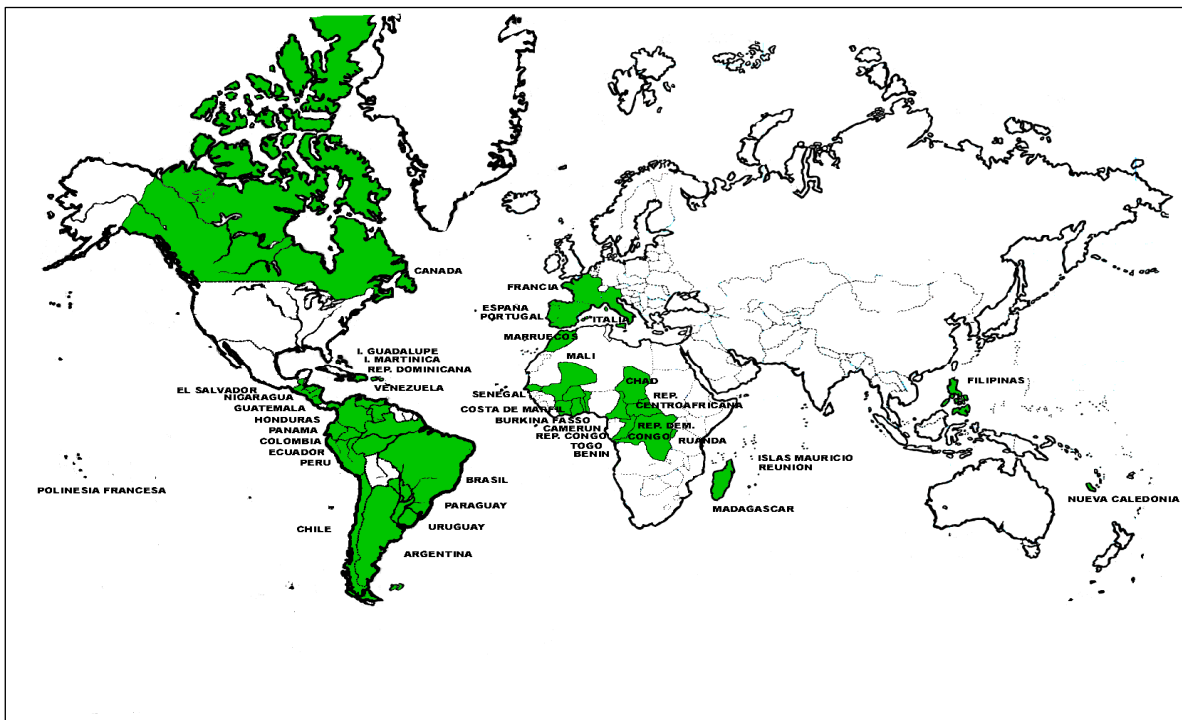 CANADA
FRANCIA
ESPAÑA
PORTUGAL
ITALIA
MARRUECOS
I. GUADALUPE
I. MARTINICA
REP. DOMINICANA
MALI
EL SALVADOR
VENEZUELA
NICARAGUA
GUATEMALA
HONDURAS
PANAMA
COLOMBIA
ECUADOR
PERU
SENEGAL
COSTA DE MARFIL
BURKINA FASSO
CAMERUN
REP. CONGO
TOGO
BENIN
CHAD
REP.
CENTROAFRICANA
REP. DEM.
CONGO
RUANDA
FILIPINAS
ISLAS MAURICIO
REUNION
POLINESIA FRANCESA
BRASIL
PARAGUAY
URUGUAY
CHILE
ARGENTINA
MADAGASCAR
NUEVA CALEDONIA